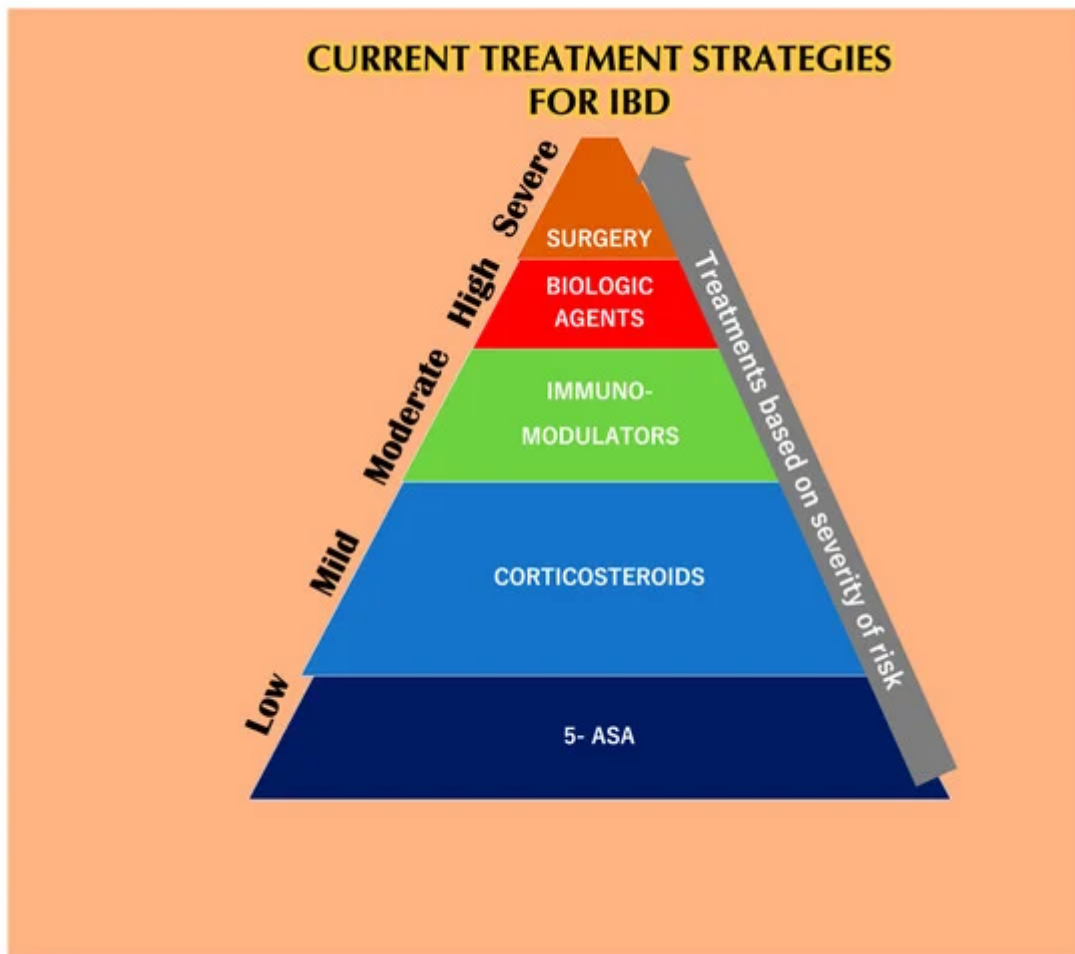 CURRENT TREATMENT STRATEGIES
FOR IBD
Severe
SURGERY
High
BIOLOGIC
AGENTS
Moderate
IMMUNO-
MODULATORS
Mild
CORTICOSTEROIDS
Low
5- ASA
Treatments based on severity of risk